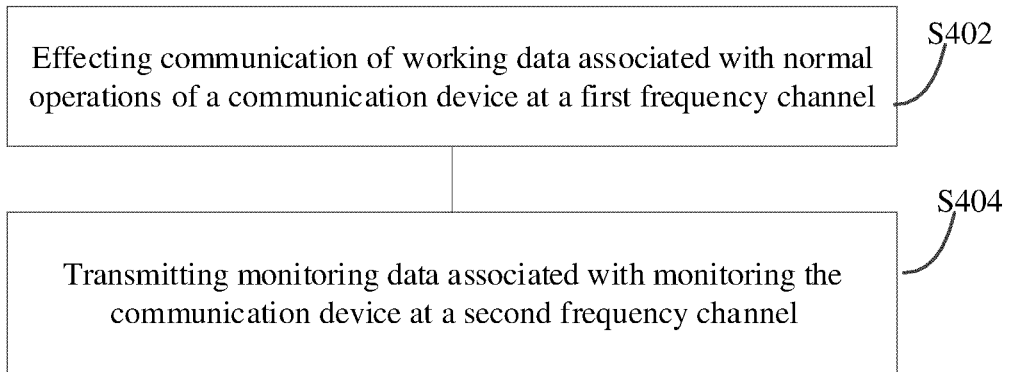 Effecting communication of working data associated with normal
operations of a communication device at a first frequency channel
S402
Transmitting monitoring data associated with monitoring the
communication device at a second frequency channel
S404